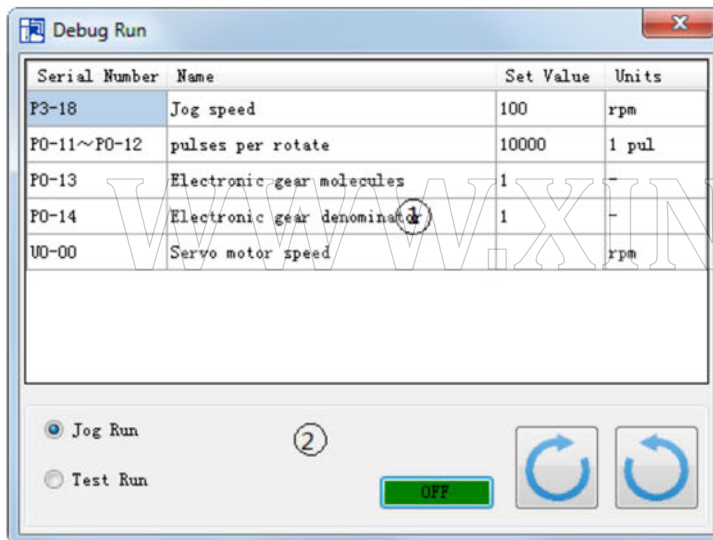 Debug Run
Serial Number Name Set Value Units
P3-18 Jog speed 100 rpm
P0-11~P0-12 pulses per rotate 10000 1 pul
P0-13 Electronic gear molecules 1 -
P0-14 Electronic gear denominator 1 -
U0-00 Servo motor speed rpm
①
WWW.XIN
Jog Run
②
Test Run
OFF